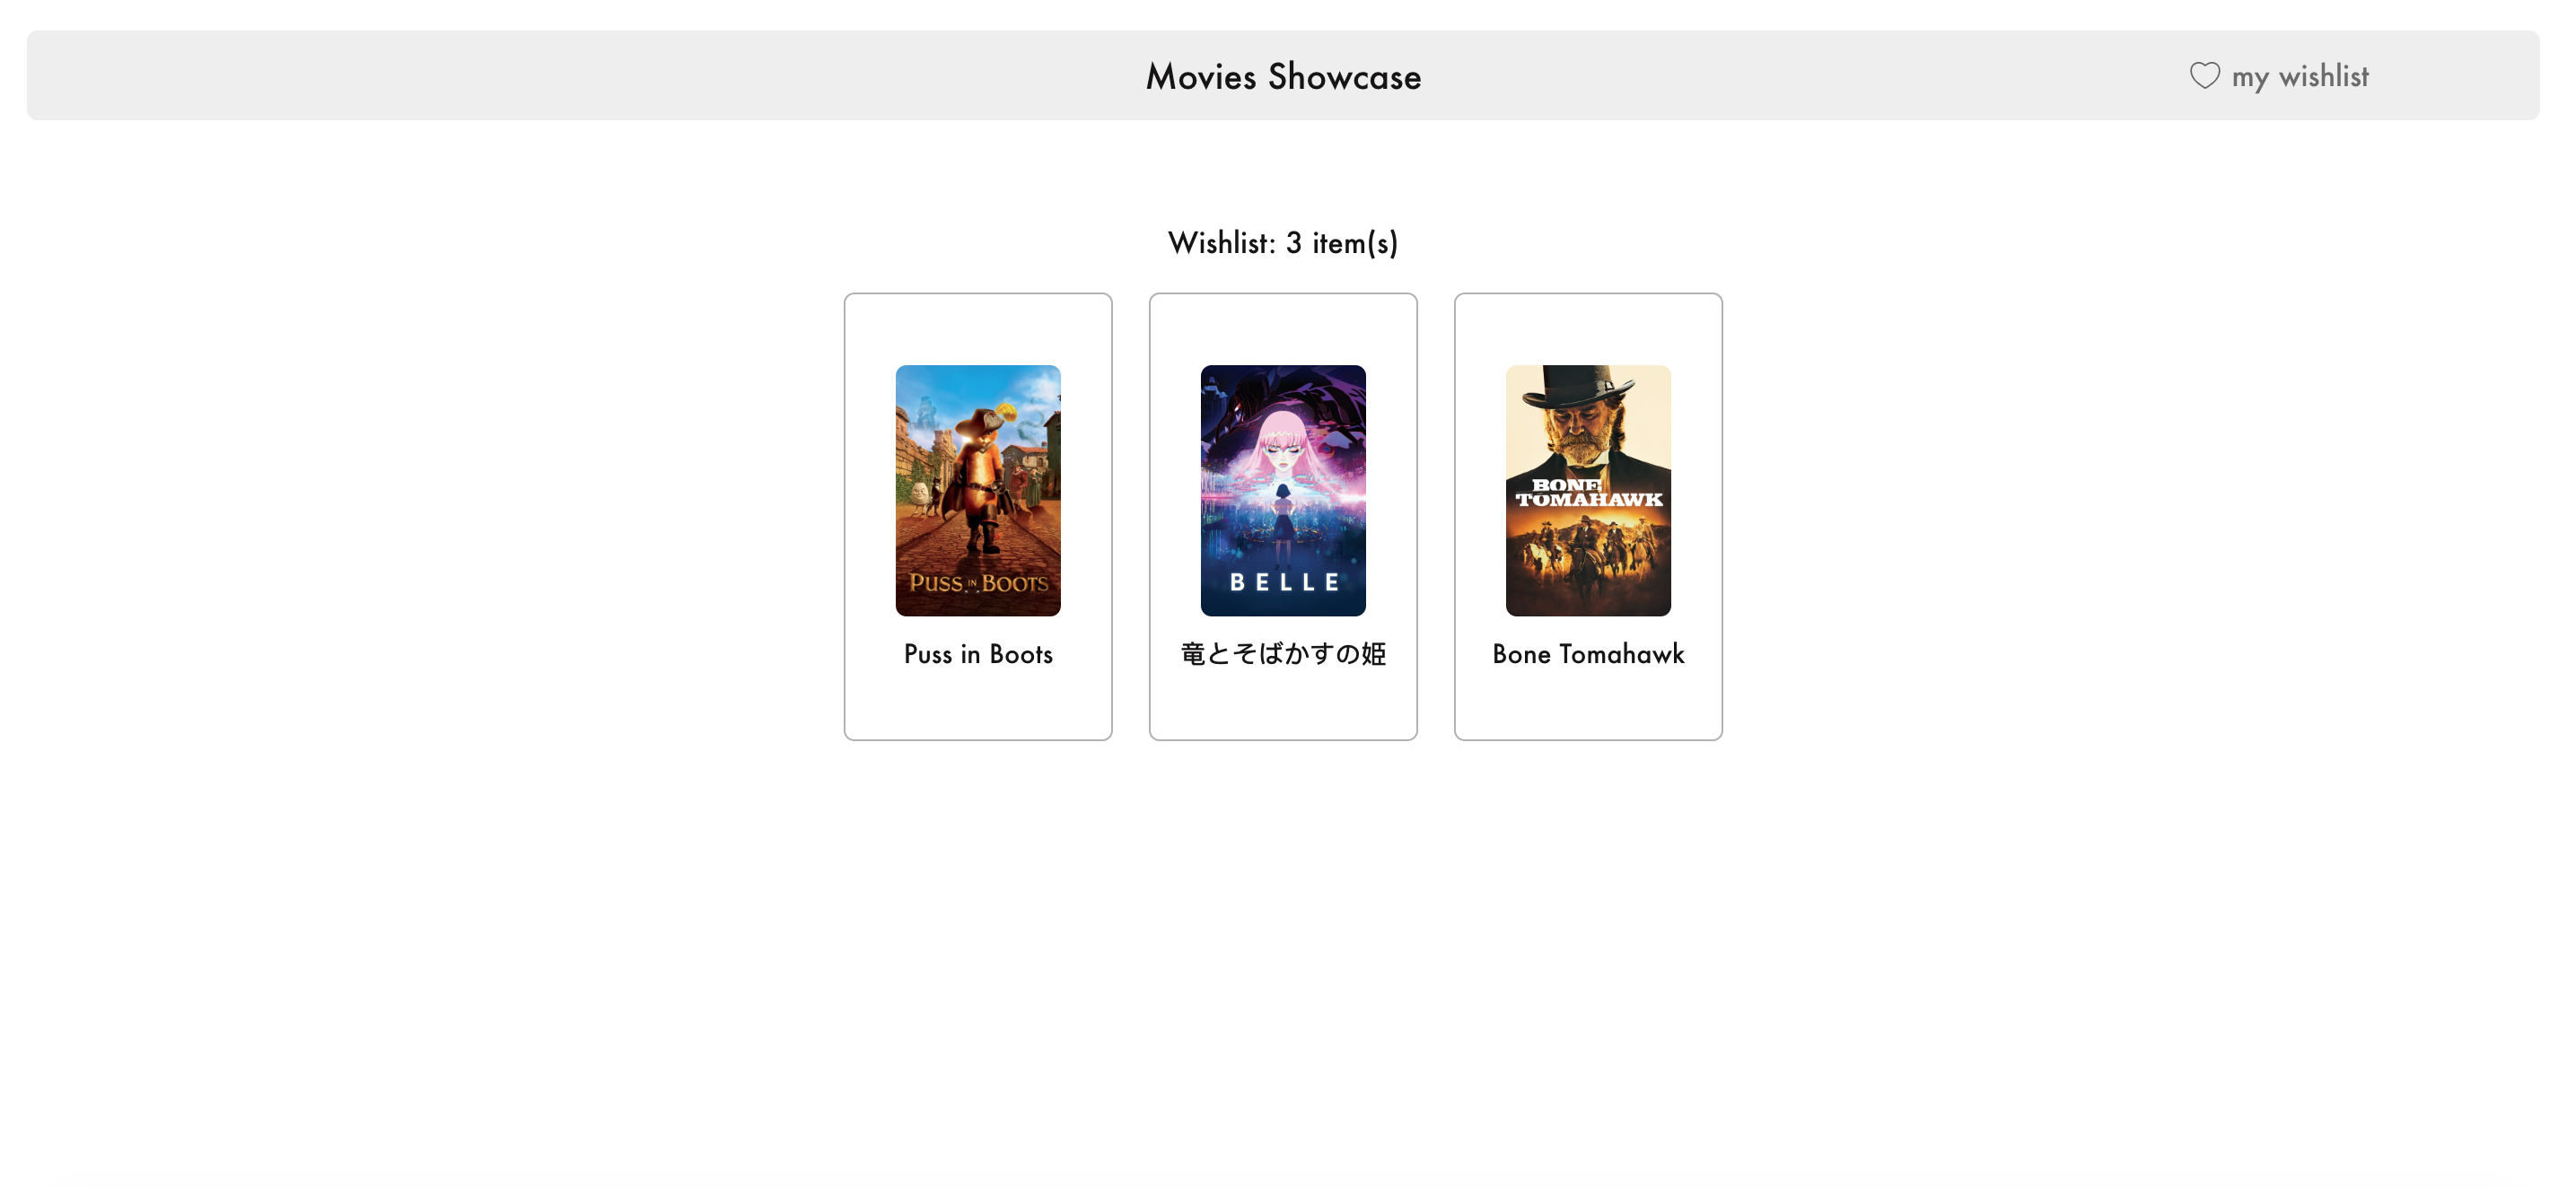 Movies Showcase
my wishlist
Wishlist: 3 item(s)
PUSS IN BOOTS
Puss in Boots
BELLE
竜とそばかすの姫
BONE
TOMAHAWK
Bone Tomahawk